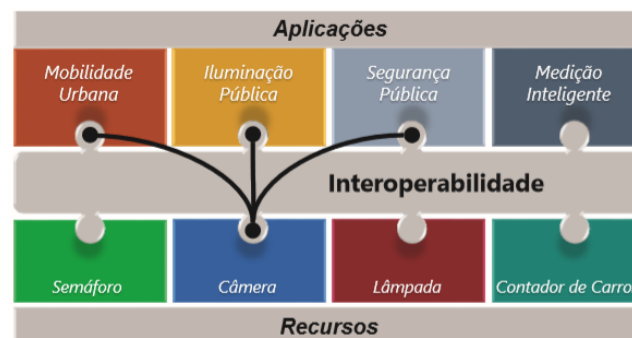 Aplicações
Mobilidade
Urbana
Iluminação
Pública
Segurança
Pública
Medição
Inteligente
Interoperabilidade
Semáforo
Câmera
Lâmpada
Contador de Carro
Recursos